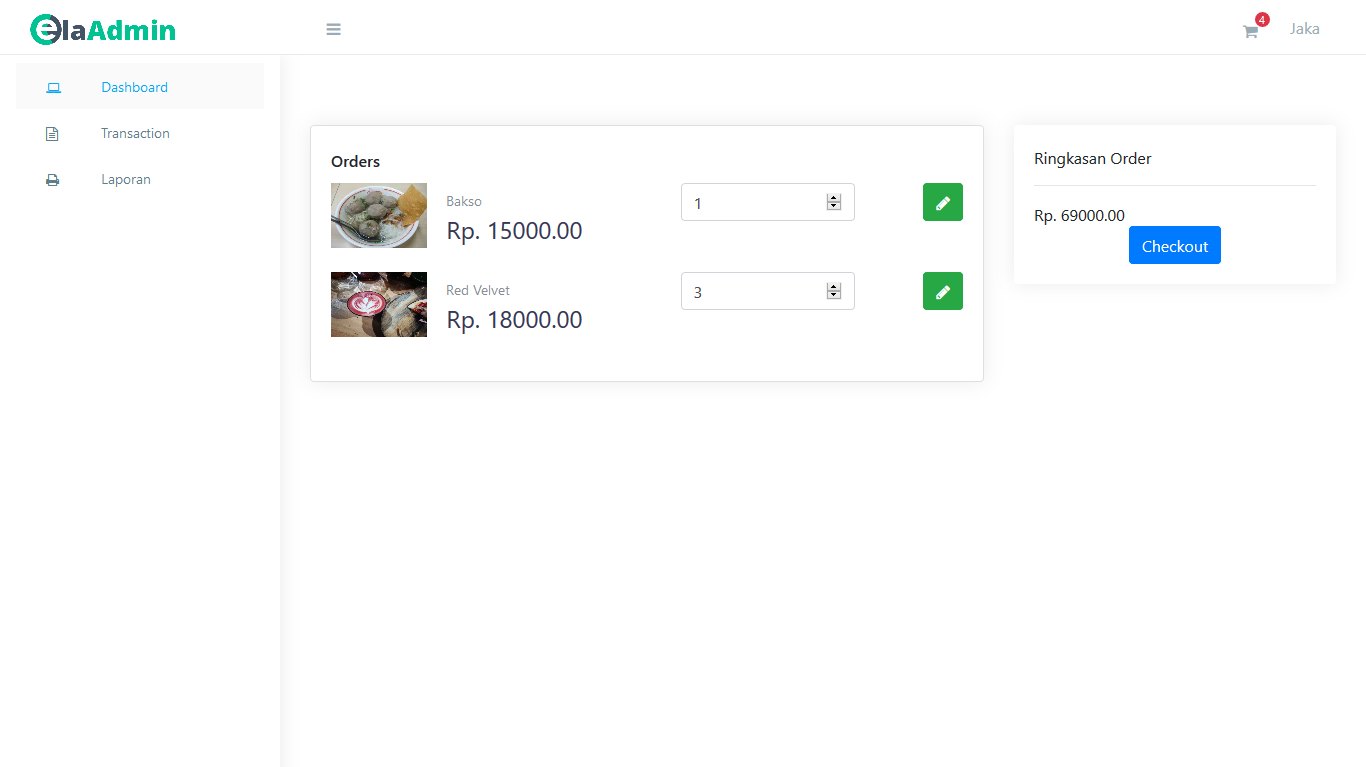 elaAdmin
4
Jaka
Dashboard
Transaction
Laporan
Orders
Bakso
Rp. 15000.00
1
Red Velvet
Rp. 18000.00
3
Ringkasan Order
Rp. 69000.00
Checkout